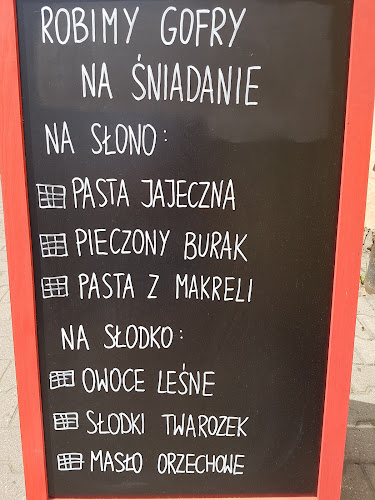 ROBIMY GOFRY
NA ŚNIADANIE
NA SŁONO:
PASTA JAJECZNA
PIECZONY BURAK
PASTA Z MAKRELI
NA SŁODKO:
OWOCE LEŚNE
SŁODKI TWAROZEK
MASŁO ORZECHOWE